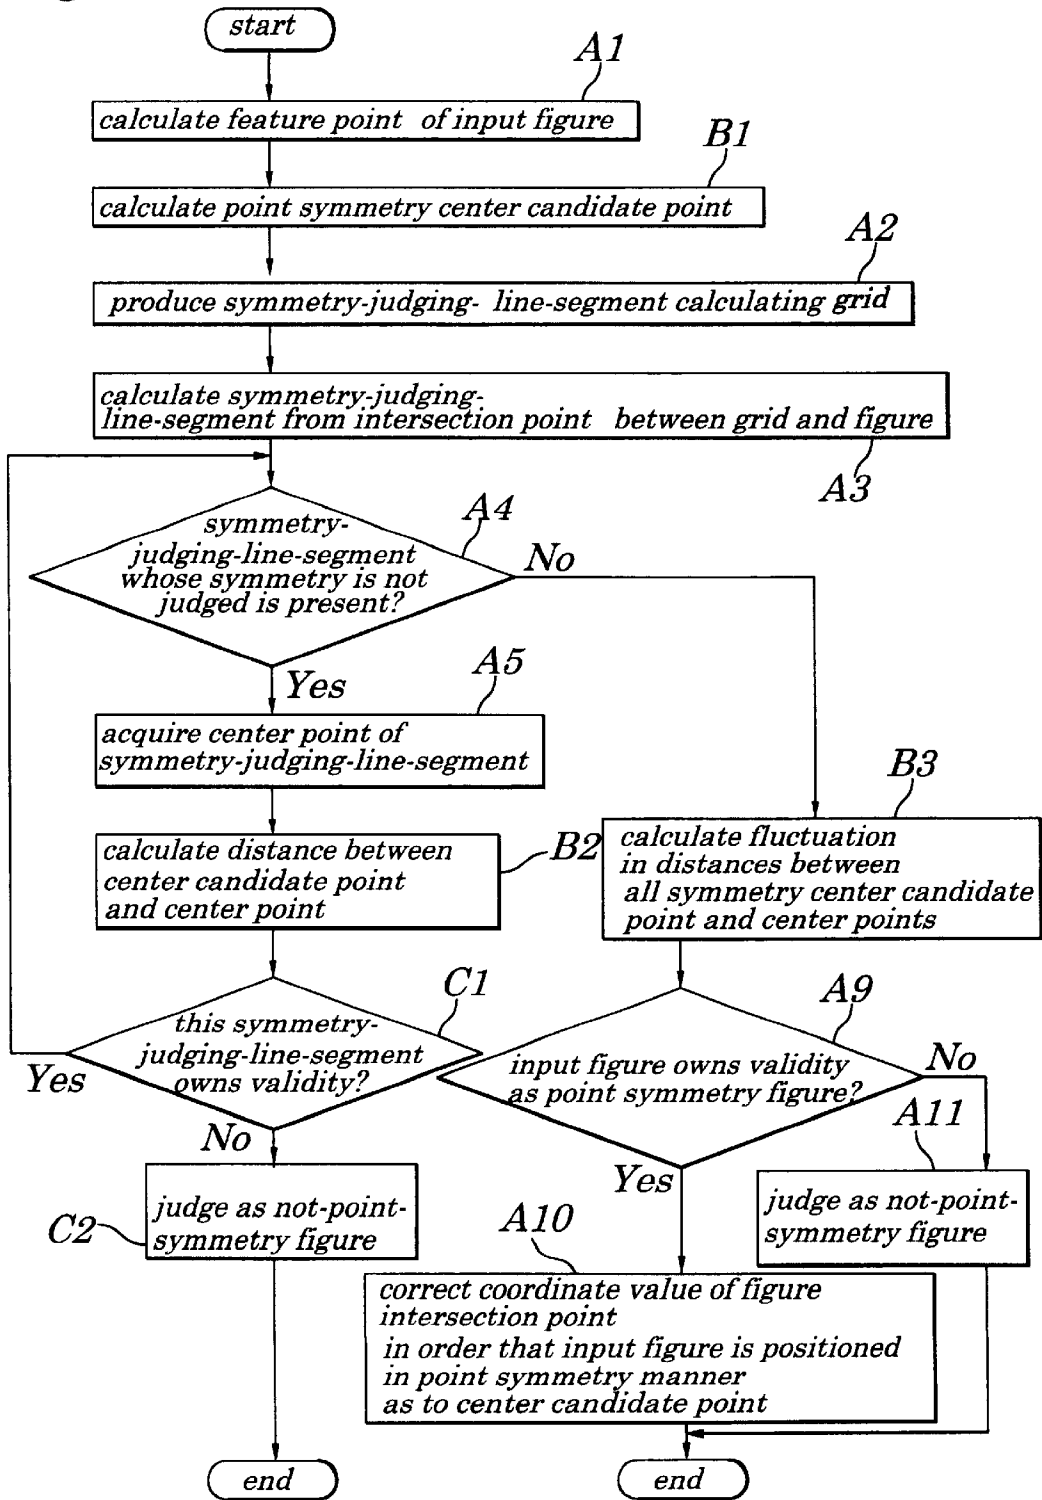 start
A1
calculate feature point of input figure
B1
calculate point symmetry center candidate point
A2
produce symmetry-judging- line-segment calculating grid
calculate symmetry-judging-
line-segment from intersection point between grid and figure
A3
A4
symmetry-
judging-line-segment
whose symmetry is not
judged is present?
No
Yes
A5
acquire center point of
symmetry-judging-line-segment
B2
calculate distance between
center candidate point
and center point
B3
calculate fluctuation
in distances between
all symmetry center candidate
point and center points
C1
this symmetry-
judging-line-segment
owns validity?
Yes
No
A9
input figure owns validity
as point symmetry figure?
No
Yes
A11
judge as not-point-
symmetry figure
C2
judge as not-point-
symmetry figure
A10
correct coordinate value of figure
intersection point
in order that input figure is positioned
in point symmetry manner
as to center candidate point
end
end